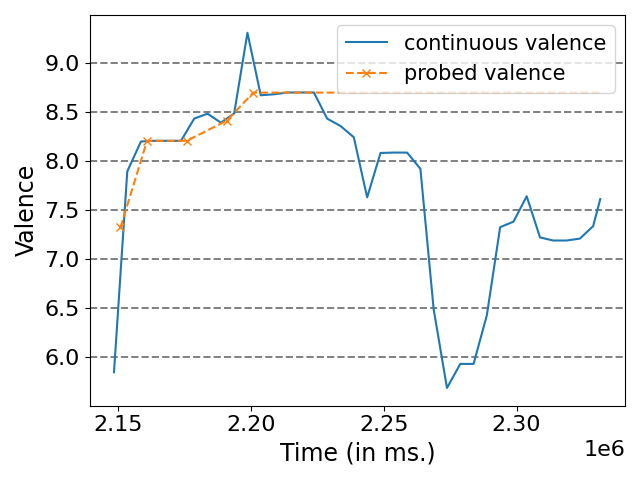 continuous valence
probed valence
9.0
8.5
8.0
7.5
7.0
6.5
6.0
Valence
2.15
2.20
2.25
2.30
1e6
Time (in ms.)